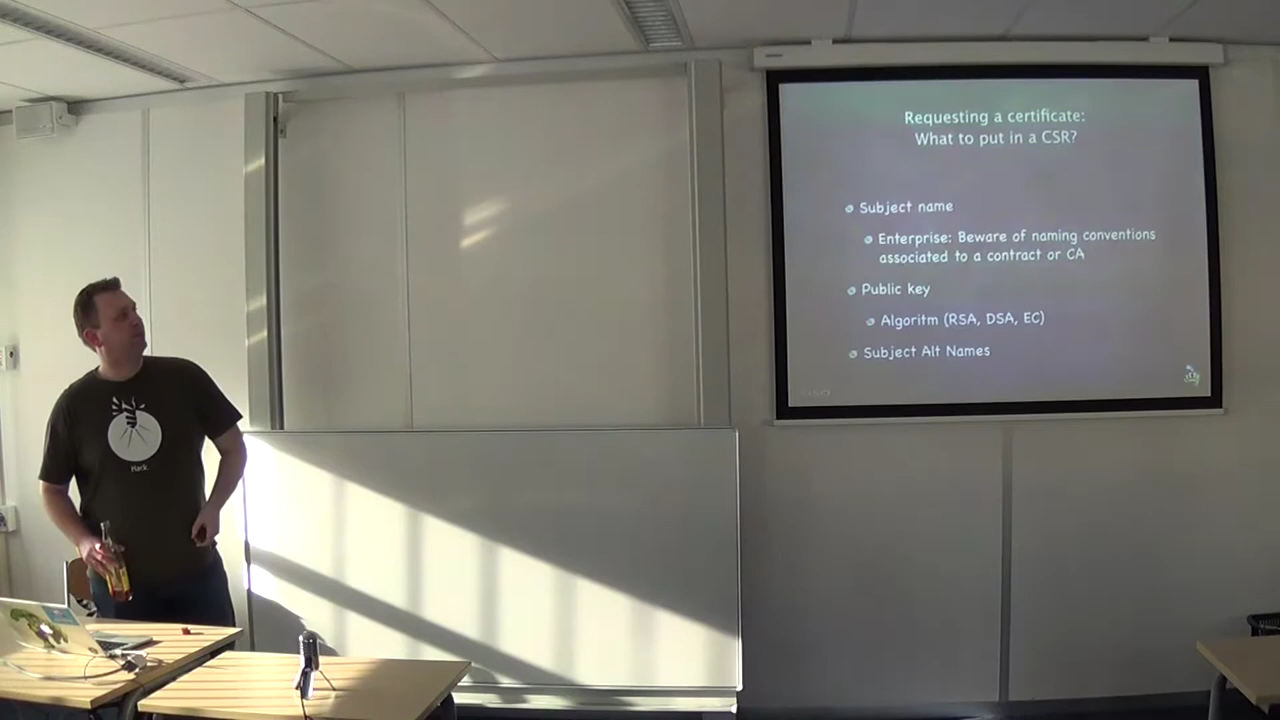 Requesting a certificate:
What to put in a CSR?
Subject name
Enterprise: Beware of naming conventions
associated to a contract or CA
Public key
Algoritm (RSA, DSA, EC)
Subject Alt Names
Hack